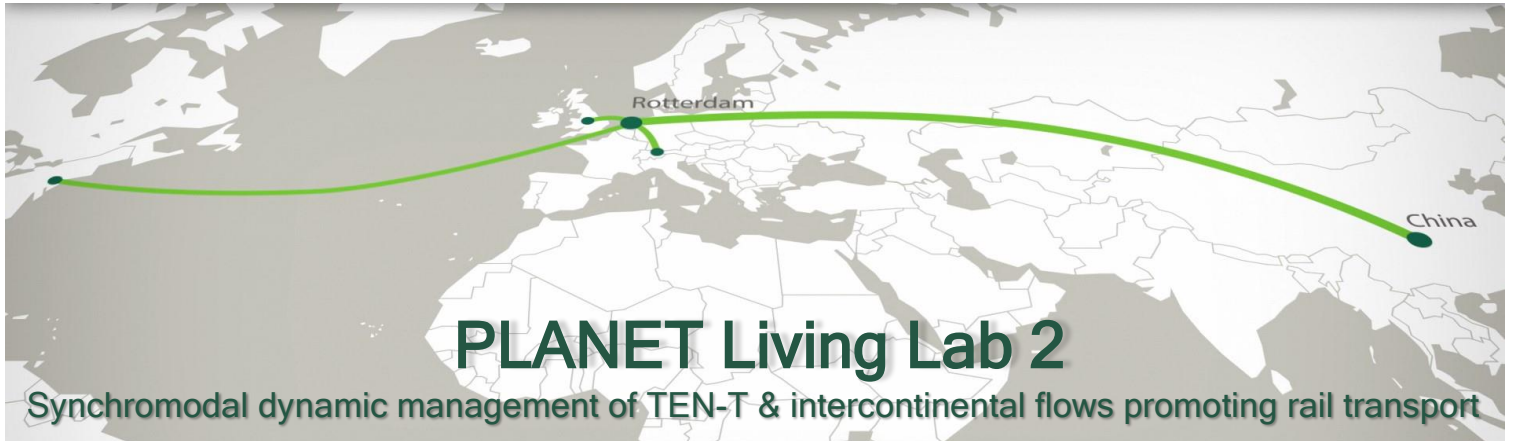 Rotterdam
China
PLANET Living Lab 2
Synchromodal dynamic management of TEN-T & intercontinental flows promoting rail transport